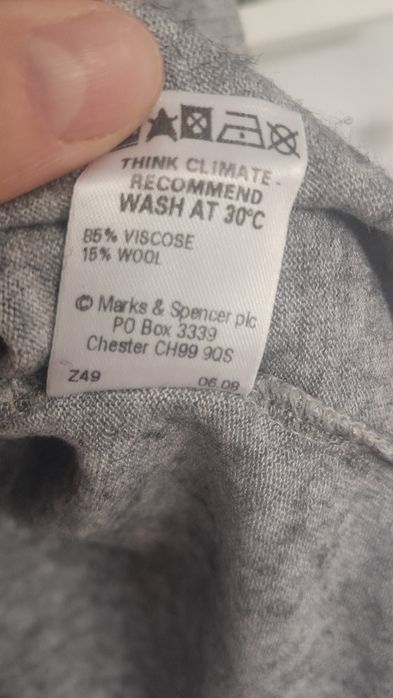 THINK CLIMATE -
RECOMMEND
WASH AT 30°C
85% VISCOSE
15% WOOL
© Marks & Spencer plc
PO Box 3339
Chester CH99 9QS
Z49 06.08